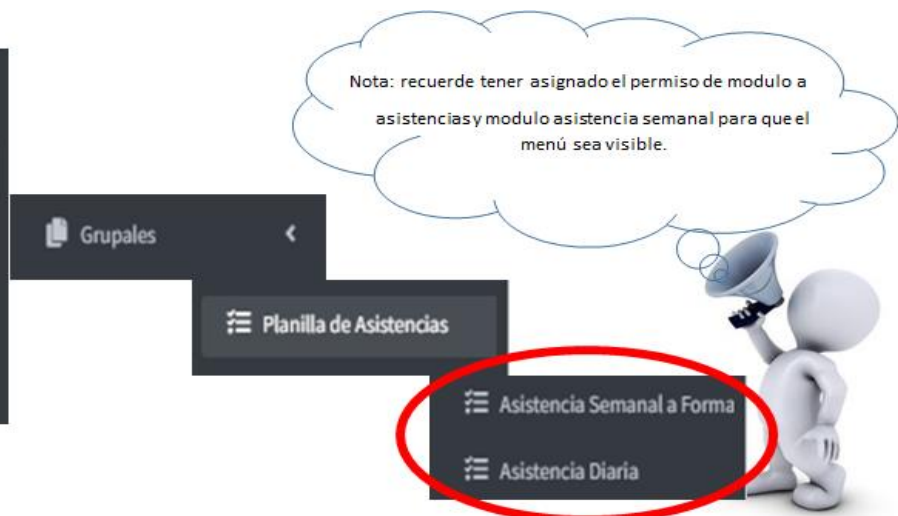 Nota: recuerde tener asignado el permiso de modulo a
asistencias y modulo asistencia semanal para que el
menú sea visible.
Grupales
Planilla de Asistencias
Asistencia Semanal a Forma
Asistencia Diaria